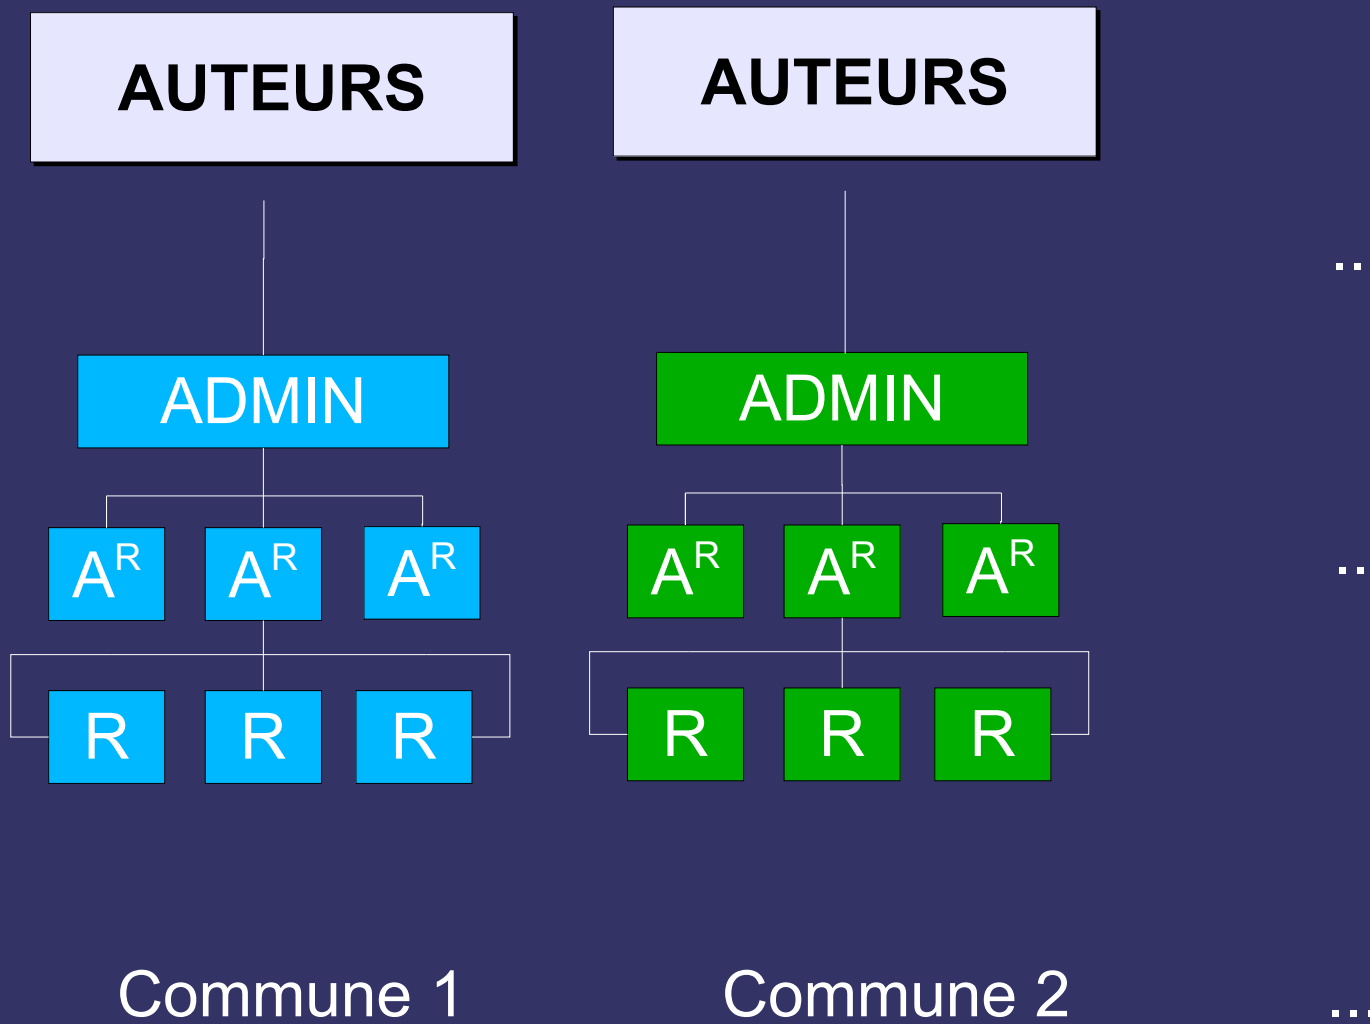 AUTEURS AUTEURS
..
ADMIN ADMIN
A^R A^R A^R A^R A^R A^R
..
R R R R R R
Commune 1 Commune 2 ...